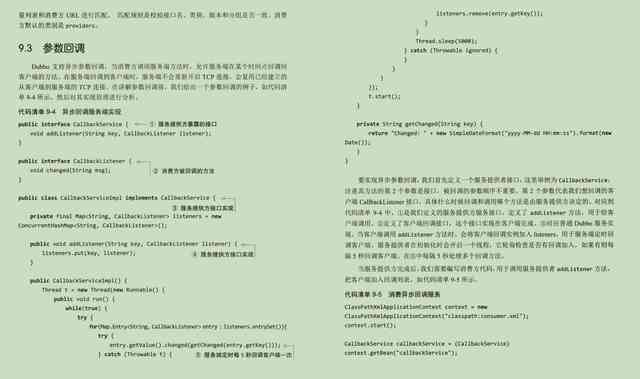 量列表和消费方 URL 进行匹配，匹配规则是校验接口名、类别、版本和分组是否一致。消费
方默认的类别是 providers。
9.3 参数回调
Dubbo 支持异步参数回调，当消费方调用服务端方法时，允许服务端在某个时间点回调回
客户端的方法。在服务端回调到客户端时，服务端不会重新开启 TCP 连接，会复用已经建立的
从客户端到服务端的 TCP 连接。在讲解参数回调前，我们给出一个参数回调的例子，如代码清
单 9-4 所示，然后对其实现原理进行分析。
代码清单 9-4 异步回调服务端实现
public interface CallbackService { ① 服务提供方暴露的接口
void addListener(String key, CallbackListener listener);
}
public interface CallbackListener {
void changed(String msg); ② 消费方被回调的方法
}
public class CallbackServiceImpl implements CallbackService {
③ 服务提供方接口实现
private final Map<String, CallbackListener> listeners = new
ConcurrentHashMap<String, CallbackListener>();
public void addListener(String key, CallbackListener listener) {
listeners.put(key, listener); ④ 服务提供方接口实现
}
public CallbackServiceImpl() {
Thread t = new Thread(new Runnable() {
public void run() {
while(true) {
try {
for(Map.Entry<String, CallbackListener> entry : listeners.entrySet()){
try {
entry.getValue().changed(getChanged(entry.getKey()));
} catch (Throwable t) { ⑤ 服务端定时每 5 秒回调客户端一次
listeners.remove(entry.getKey());
}
}
Thread.sleep(5000);
} catch (Throwable ignored) {
}
}
}
});
t.start();
}
private String getChanged(String key) {
return "Changed: " + new SimpleDateFormat("yyyy-MM-dd HH:mm:ss").format(new
Date());
}
}
要实现异步参数回调，我们首先定义一个服务提供者接口，这里举例为 CallbackService，
注意其方法的第 2 个参数是接口，被回调的参数顺序不重要。第 2 个参数代表我们想回调的客
户端 CallBackListener 接口，具体什么时候回调和调用哪个方法是由服务提供方决定的。对应到
代码清单 9-4 中，①是我们定义的服务提供方服务接口，定义了 addListener 方法，用于给客
户端调用。②定义了客户端回调接口，这个接口实现在客户端完成。③对应普通 Dubbo 服务实
现。当客户端调用 addListener 方法时，会将客户端回调实例加入 listeners，用于服务端定时回
调客户端。服务提供者在初始化时会开启一个线程，它轮询检查是否有回调加入，如果有则每
隔 5 秒回调客户端。在⑤中每隔 5 秒处理多个回调方法。
当服务提供方完成后，我们需要编写消费方代码，用于调用服务提供者 addListener 方法，
把客户端加入回调列表，如代码清单 9-5 所示。
代码清单 9-5 消费异步回调服务
ClassPathXmlApplicationContext context = new
ClassPathXmlApplicationContext("classpath:consumer.xml");
context.start();
CallbackService callbackService = (CallbackService)
context.getBean("callbackService");